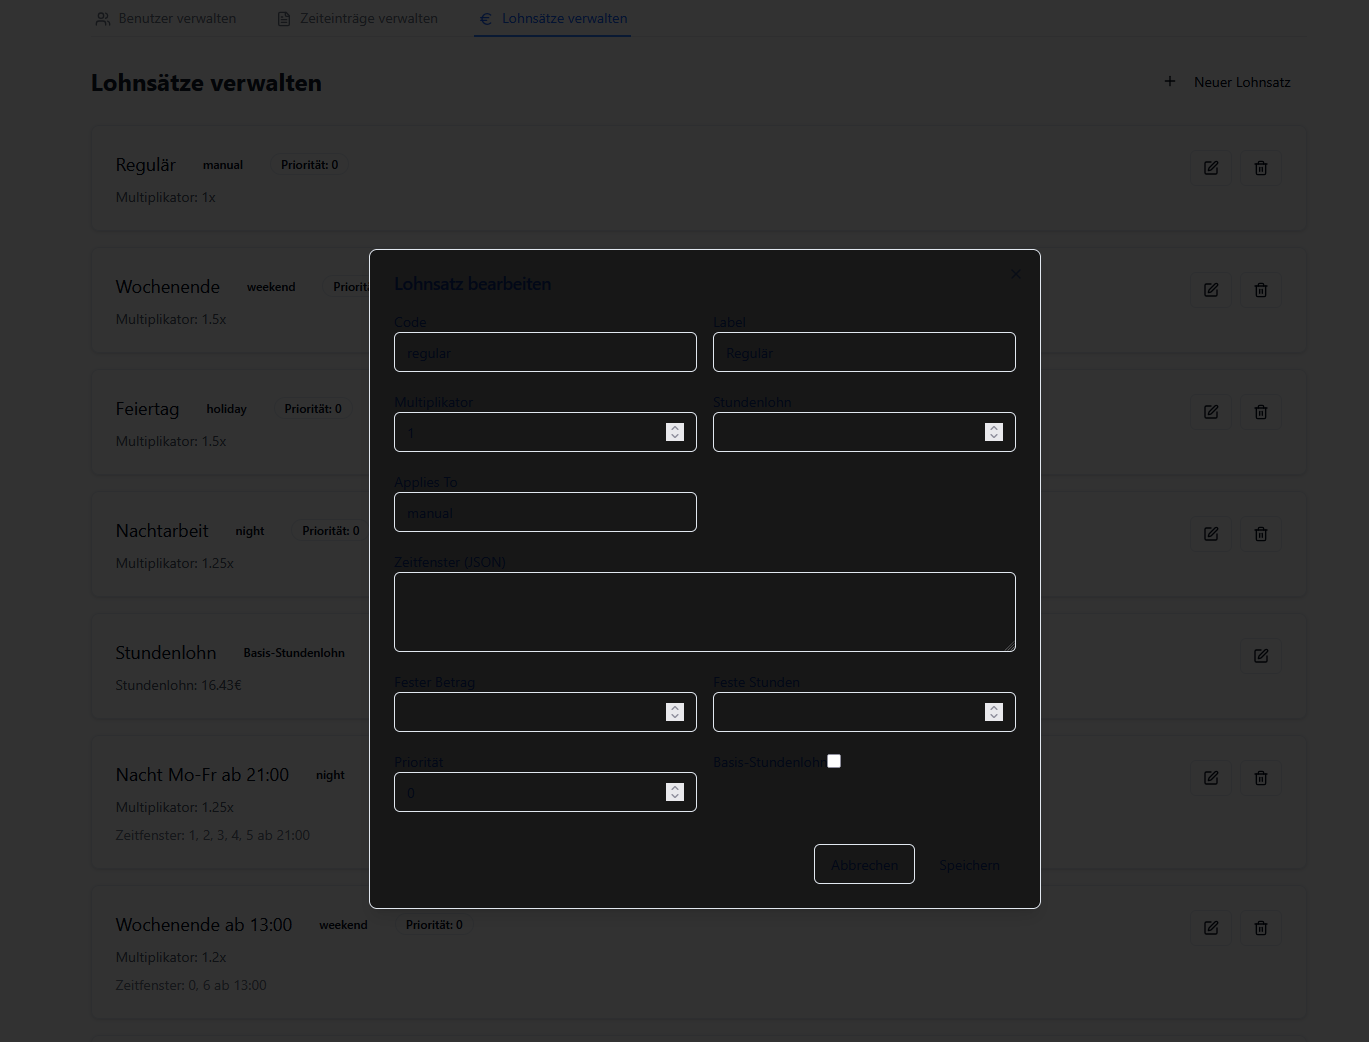 Benutzer verwalten
Zeiteinträge verwalten
Lohnsätze verwalten
Lohnsätze verwalten
Neuer Lohnsatz
Regulär manual Priorität: 0
Multiplikator: 1x
Wochenende weekend
Multiplikator: 1.5x
Feiertag holiday Priorität: 0
Multiplikator: 1.5x
Nachtarbeit night Priorität: 0
Multiplikator: 1.25x
Stundenlohn Basis-Stundenlohn
Stundenlohn: 16.43€
Nacht Mo-Fr ab 21:00 night
Multiplikator: 1.25x
Zeitfenster: 1, 2, 3, 4, 5 ab 21:00
Wochenende ab 13:00 weekend Priorität: 0
Multiplikator: 1.2x
Zeitfenster: 0, 6 ab 13:00
Lohnsatz bearbeiten
Code
regular
Label
Regulär
Multiplikator
1
Stundenlohn
Applies To
manual
Zeitfenster (JSON)
Fester Betrag
Feste Stunden
Priorität
0
Basis-Stundenlohn
Abbrechen
Speichern